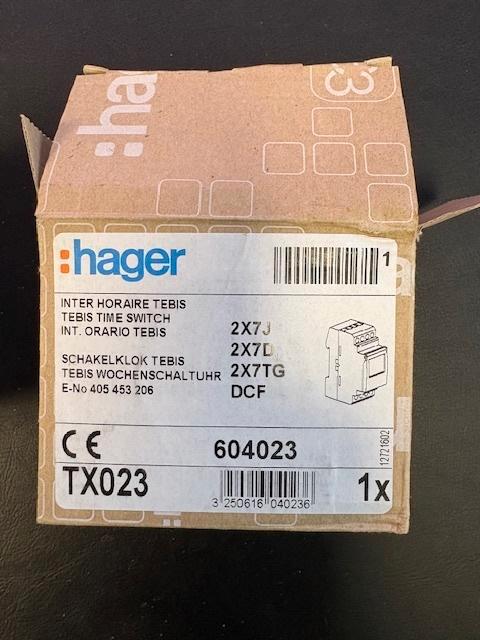 :ha
:hager
1
INTER HORAIRE TEBIS
TEBIS TIME SWITCH
INT. ORARIO TEBIS
SCHAKELKLOK TEBIS
TEBIS WOCHENSCHALTUHR
E-No 405 453 206
2X7J
2X7D
2X7TG
DCF
12721602
CE
604023
TX023
3 250616 040236
1x